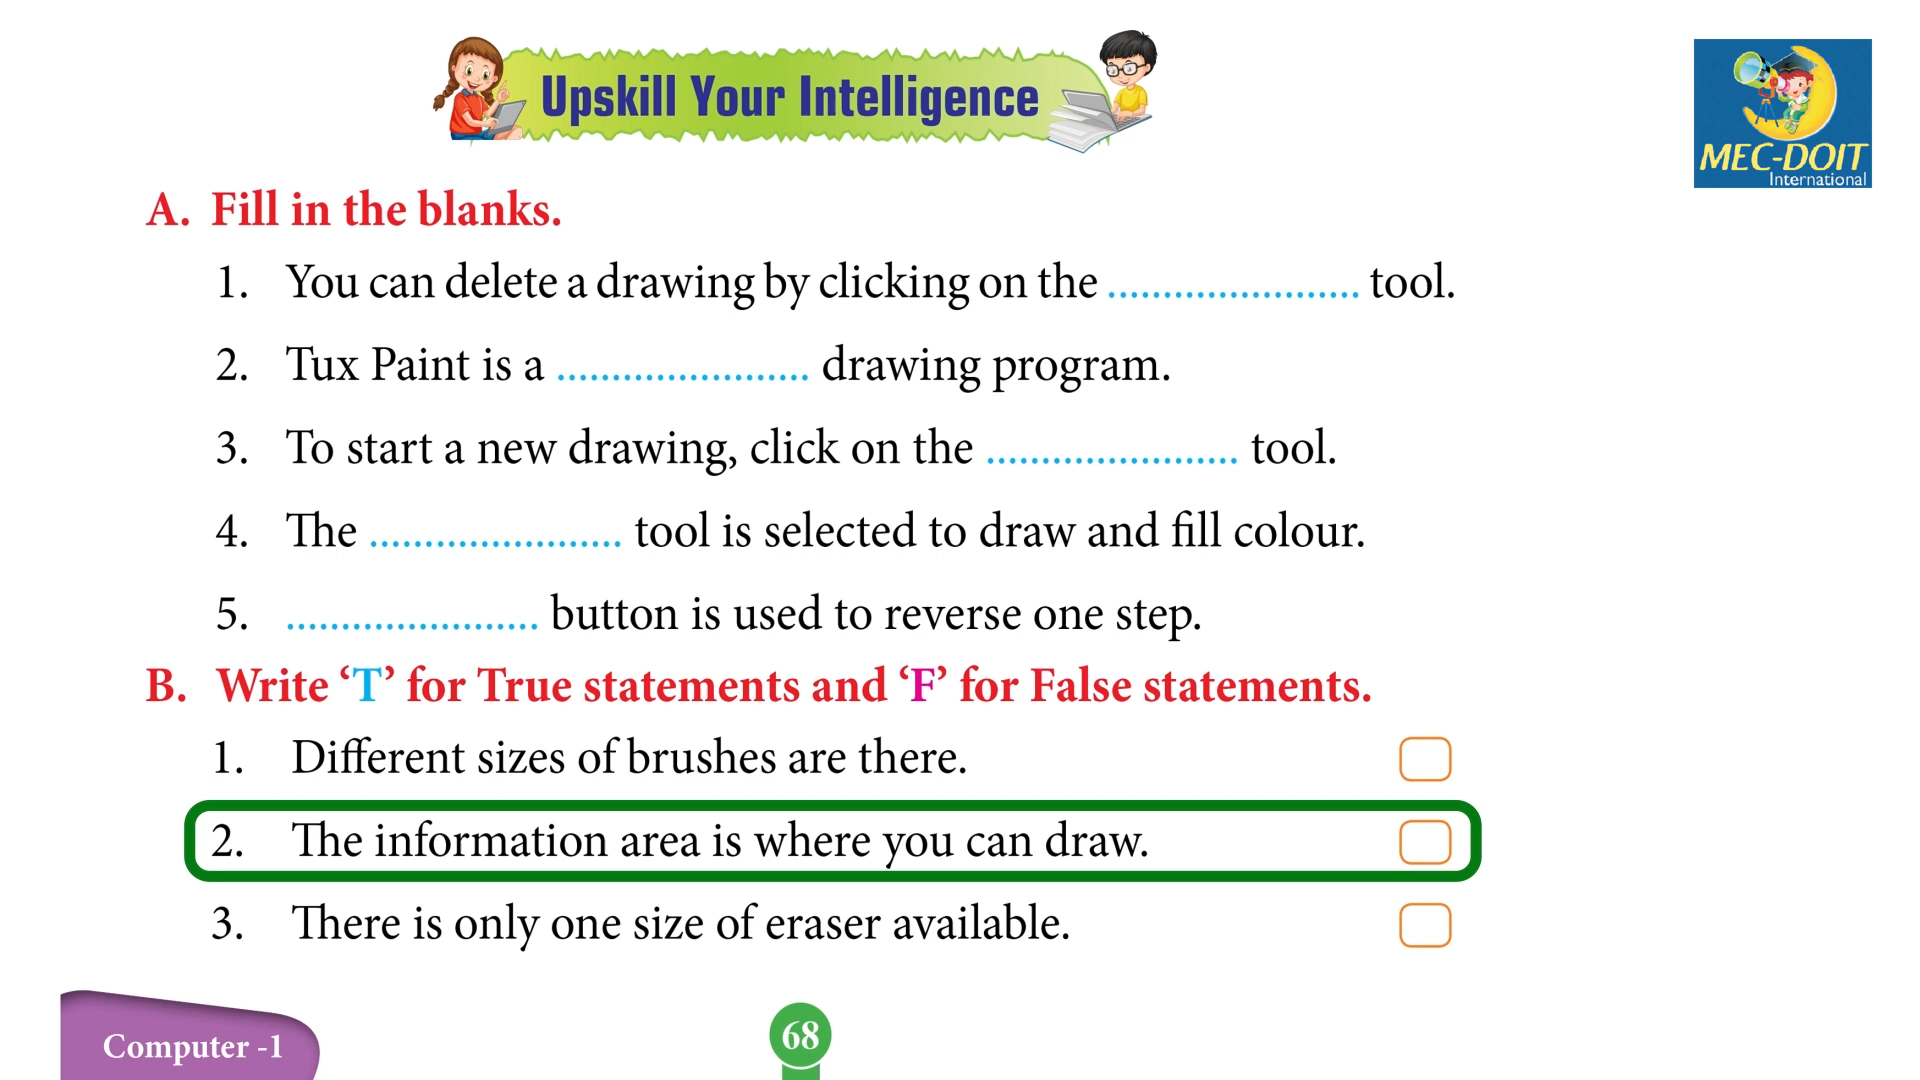 Upskill Your Intelligence
MEC-DOIT
International
A. Fill in the blanks.
1. You can delete a drawing by clicking on the ....................... tool.
2. Tux Paint is a ....................... drawing program.
3. To start a new drawing, click on the ....................... tool.
4. The ....................... tool is selected to draw and fill colour.
5. ....................... button is used to reverse one step.
B. Write ‘T’ for True statements and ‘F’ for False statements.
1. Different sizes of brushes are there.
2. The information area is where you can draw.
3. There is only one size of eraser available.
Computer -1
68